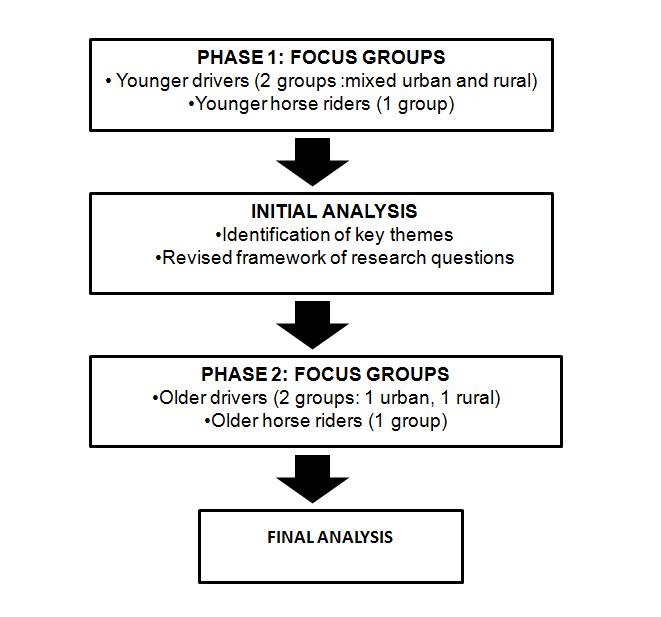 PHASE 1: FOCUS GROUPS
• Younger drivers (2 groups :mixed urban and rural)
•Younger horse riders (1 group)
INITIAL ANALYSIS
•Identification of key themes
•Revised framework of research questions
PHASE 2: FOCUS GROUPS
•Older drivers (2 groups: 1 urban, 1 rural)
•Older horse riders (1 group)
FINAL ANALYSIS